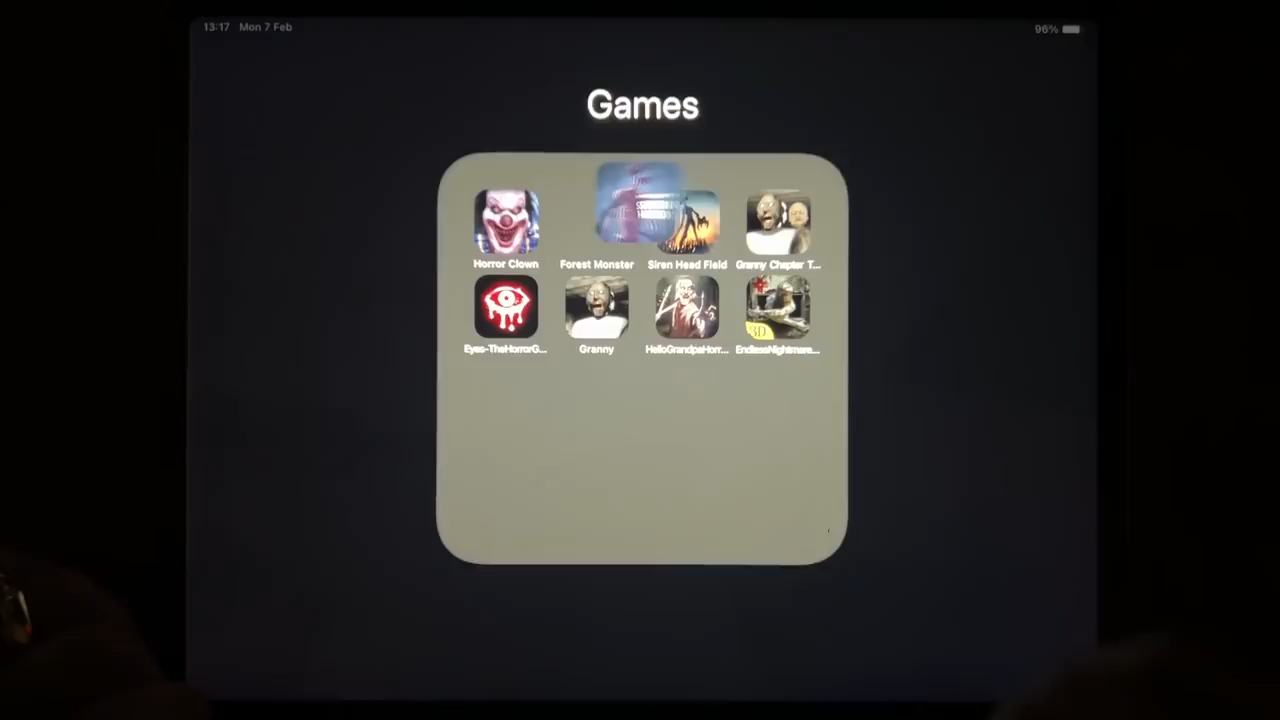 13:17 Mon 7 Feb
96%
Games
Horror Clown
Forest Monster
Siren Head Field
Granny Chapter T...
Eyes-TheHorrorG...
Granny
HelloGrandpaHorr...
3D
EndlessNightmare...